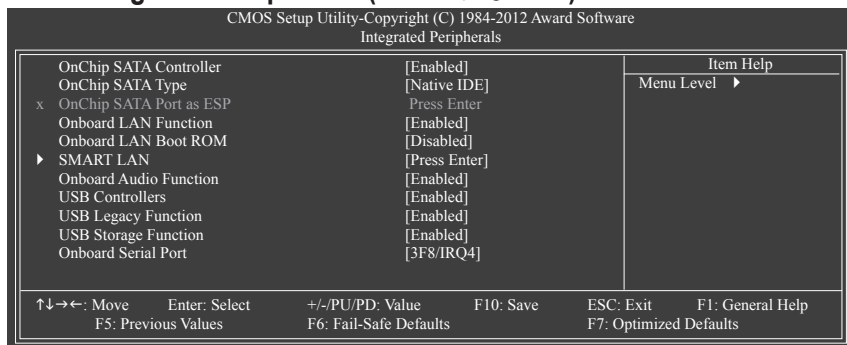 CMOS Setup Utility-Copyright (C) 1984-2012 Award Software
Integrated Peripherals
OnChip SATA Controller [Enabled]
OnChip SATA Type [Native IDE]
x OnChip SATA Port as ESP Press Enter
Onboard LAN Function [Enabled]
Onboard LAN Boot ROM [Disabled]
SMART LAN [Press Enter]
Onboard Audio Function [Enabled]
USB Controllers [Enabled]
USB Legacy Function [Enabled]
USB Storage Function [Enabled]
Onboard Serial Port [3F8/IRQ4]
Item Help
Menu Level
↑↓→←: Move Enter: Select +/-/PU/PD: Value F10: Save ESC: Exit F1: General Help
F5: Previous Values F6: Fail-Safe Defaults F7: Optimized Defaults